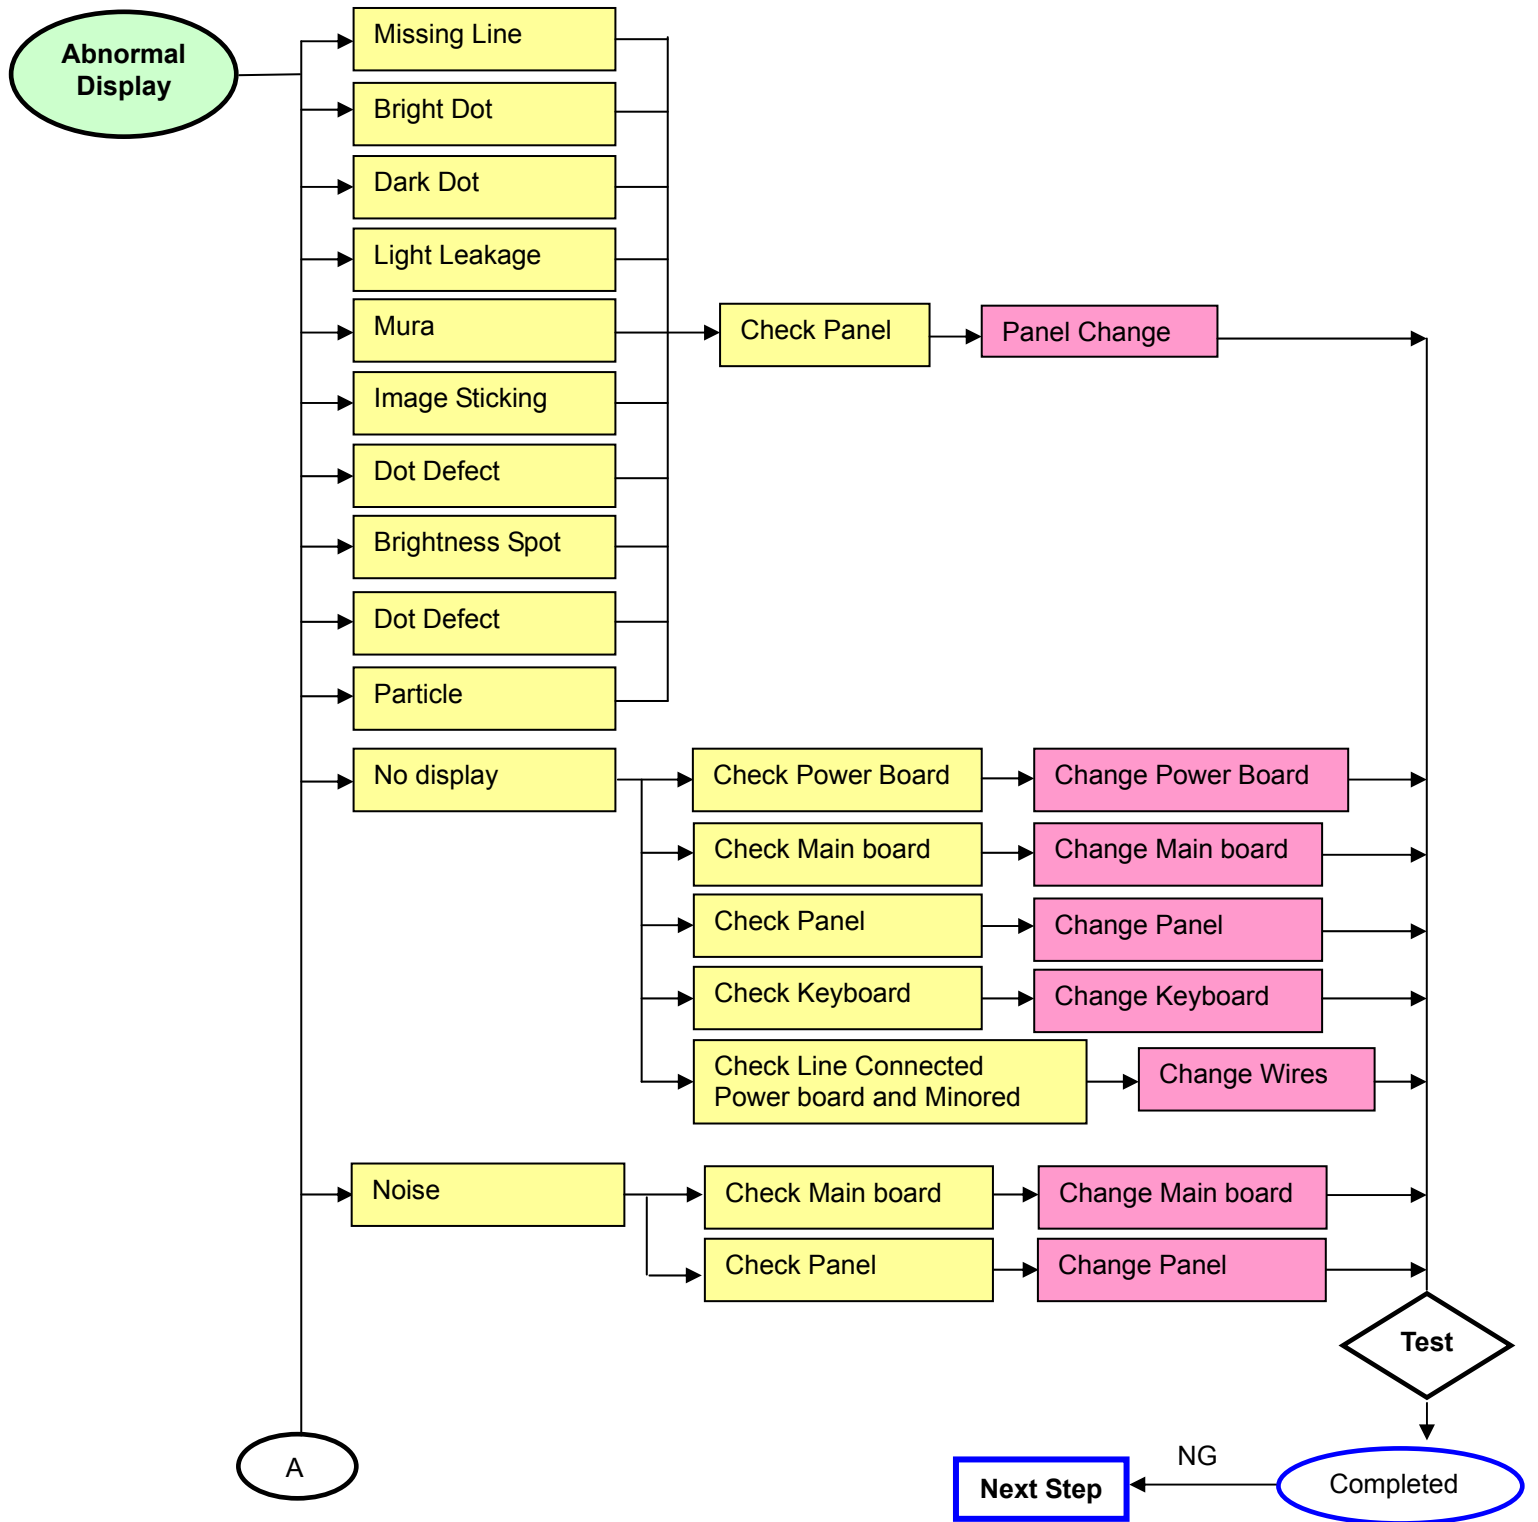 Abnormal
Display
Missing Line
Bright Dot
Dark Dot
Light Leakage
Mura
Check Panel
Panel Change
Image Sticking
Dot Defect
Brightness Spot
Dot Defect
Particle
No display
Check Power Board
Change Power Board
Check Main board
Change Main board
Check Panel
Change Panel
Check Keyboard
Change Keyboard
Check Line Connected
Power board and Minored
Change Wires
Noise
Check Main board
Change Main board
Check Panel
Change Panel
Test
A
NG
Next Step
Completed